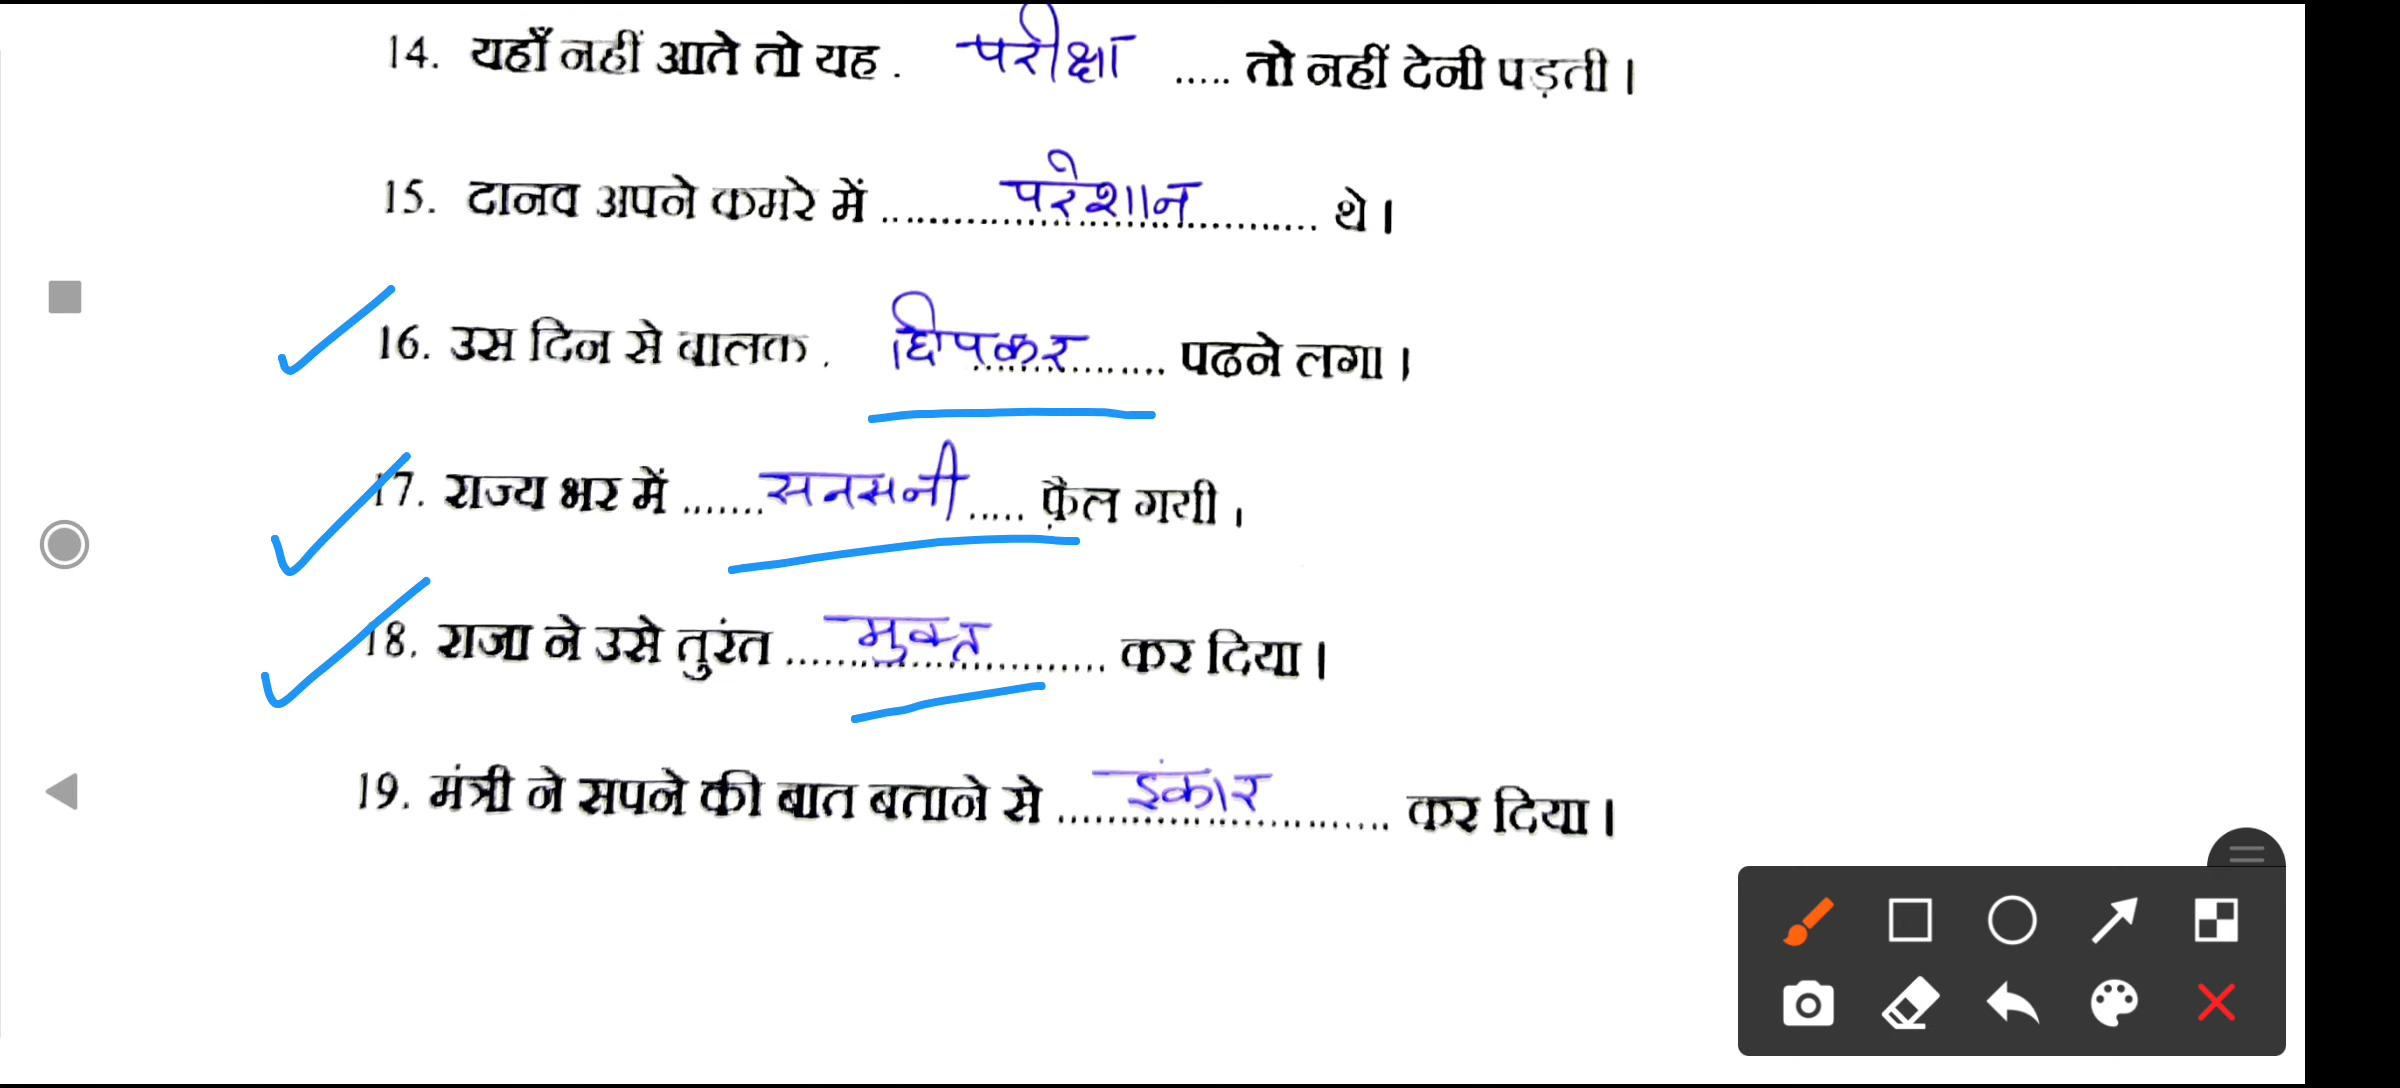 14. यहाँ नहीं आते तो यह . परीक्षा ..... तो नहीं देनी पड़ती।
15. दानव अपने कमरे में .................................. थे। परेशान
16. उस दिन से बालक . छिपकर ............... पढने लगा।
17. राज्य भर में .......सनसनी..... फ़ैल गयी।
18. राजा ने उसे तुरंत ....मुक्त.... कर दिया।
19. मंत्री ने सपने की बात बताने से ....इंकार.... कर दिया।